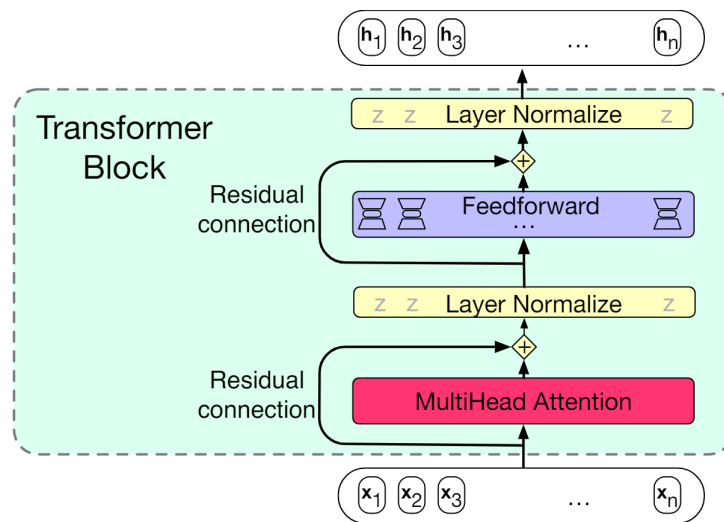 h1 h2 h3 … hn
Transformer
Block
z z Layer Normalize z
+
Residual
connection
Feedforward
…
z z Layer Normalize z
+
Residual
connection
MultiHead Attention
x1 x2 x3 … xn